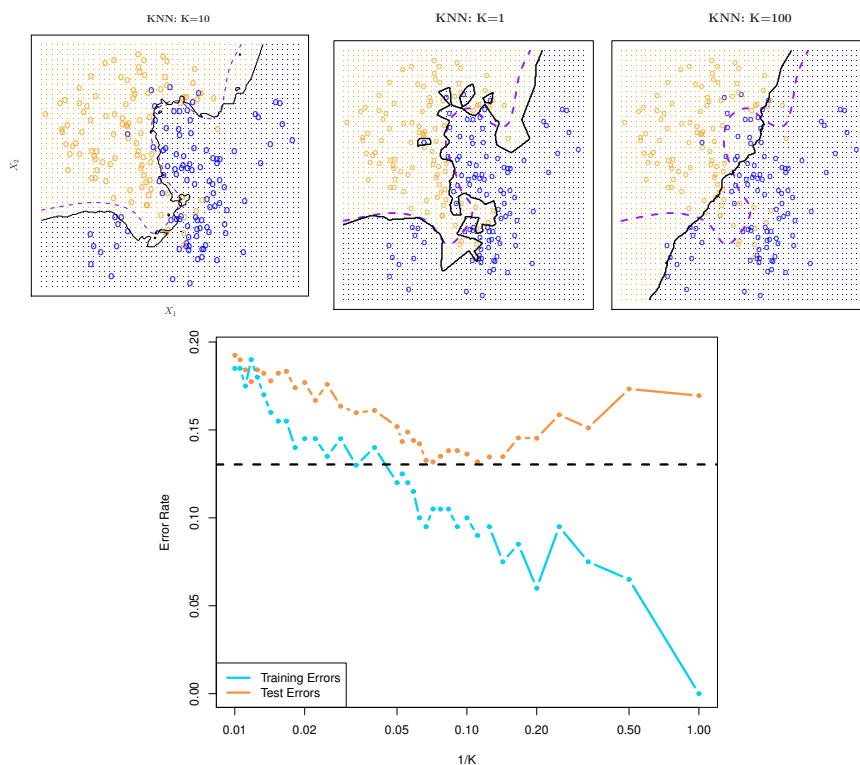 KNN: K=10
KNN: K=1
KNN: K=100
X₂
X₁
Error Rate
0.20
0.15
0.10
0.05
0.00
Training Errors
Test Errors
0.01 0.02 0.05 0.10 0.20 0.50 1.00
1/K